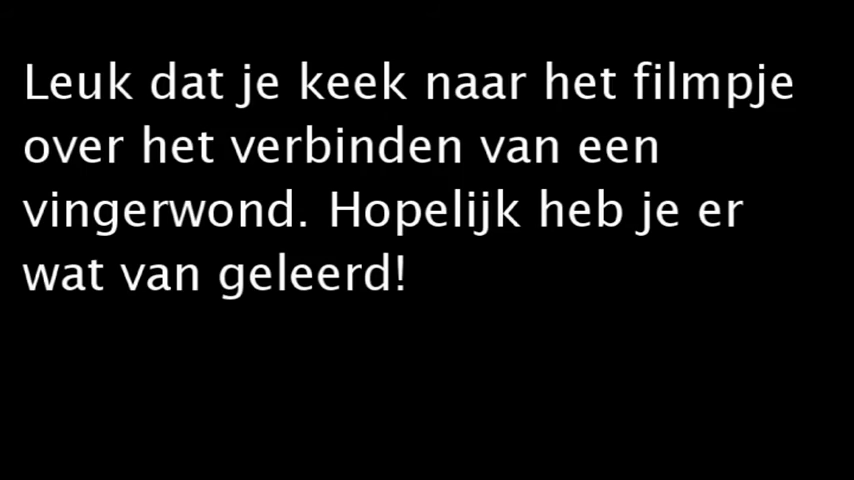 Leuk dat je keek naar het filmpje
over het verbinden van een
vingerwond. Hopelijk heb je er
wat van geleerd!